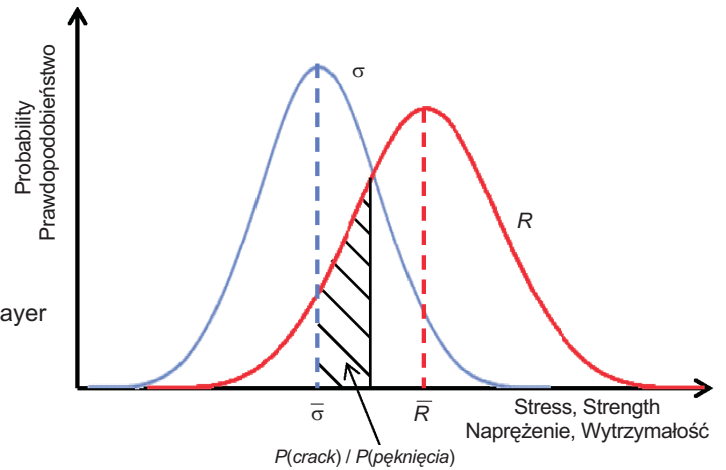 Probability
Prawdopodobieństwo
σ
R
ayer
σ̅
R̅
Stress, Strength
Naprężenie, Wytrzymałość
P(crack) / P(pęknięcia)